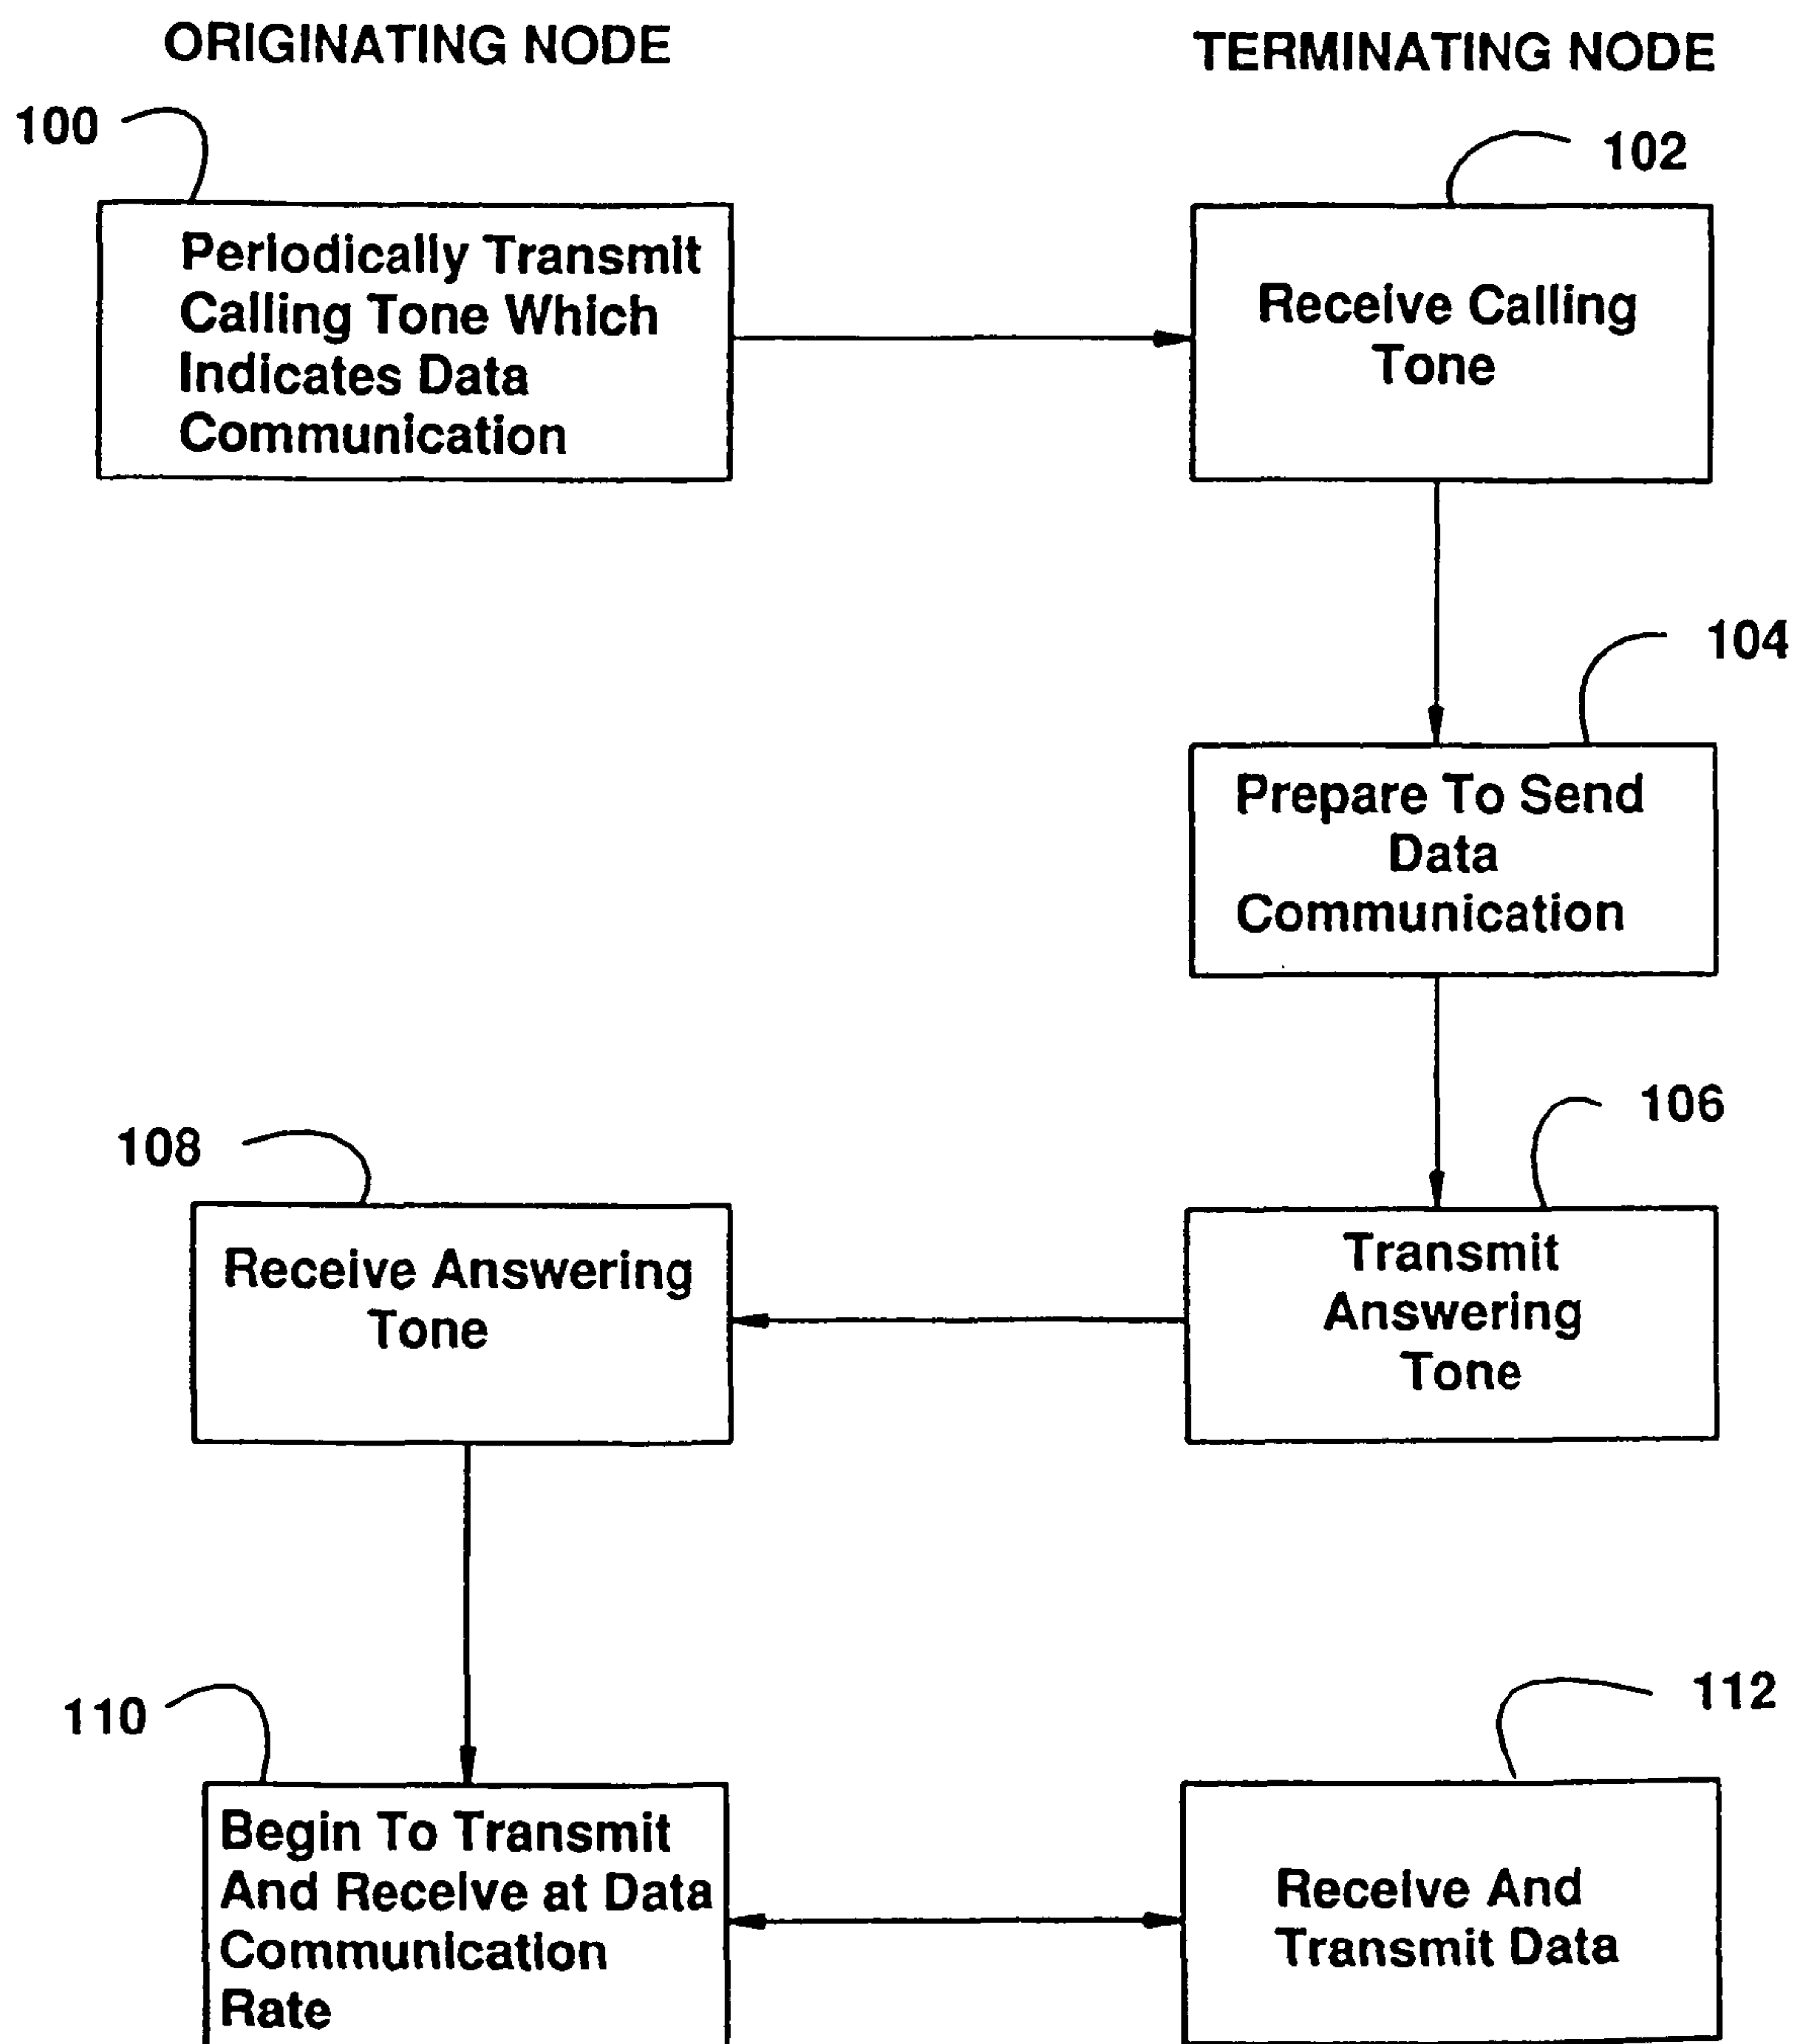 ORIGINATING NODE
TERMINATING NODE
100
102
Periodically Transmit
Calling Tone Which
Indicates Data
Communication
Receive Calling
Tone
104
Prepare To Send
Data
Communication
106
108
Receive Answering
Tone
Transmit
Answering
Tone
110
112
Begin To Transmit
And Receive at Data
Communication
Rate
Receive And
Transmit Data